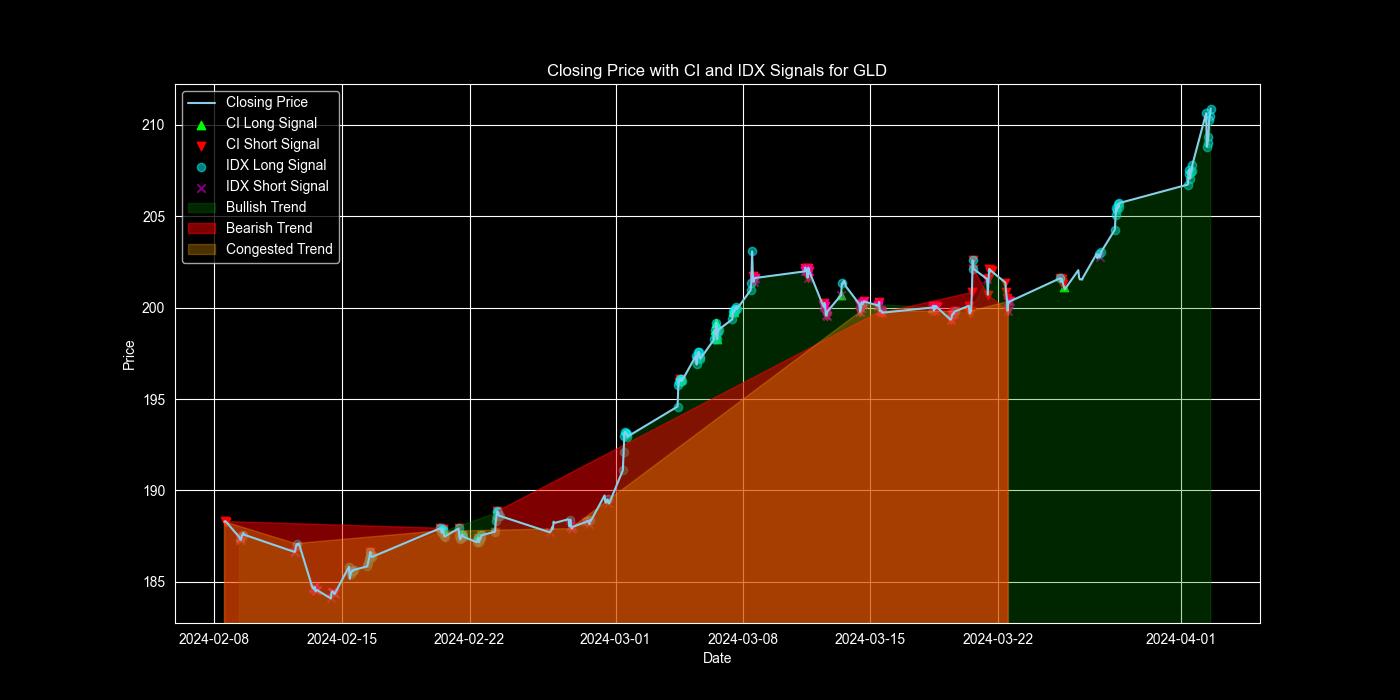 Closing Price with CI and IDX Signals for GLD
Closing Price
CI Long Signal
CI Short Signal
IDX Long Signal
IDX Short Signal
Bullish Trend
Bearish Trend
Congested Trend
210
205
200
195
190
185
Price
2024-02-08 2024-02-15 2024-02-22 2024-03-01 2024-03-08 2024-03-15 2024-03-22 2024-04-01
Date